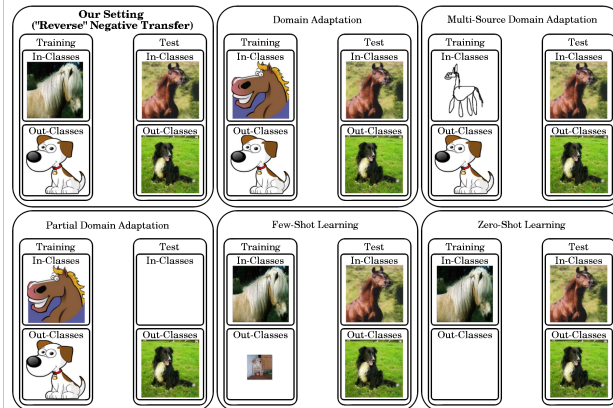 Our Setting
("Reverse" Negative Transfer)
Training
In-Classes
Out-Classes
Test
In-Classes
Out-Classes
Domain Adaptation
Training
In-Classes
Out-Classes
Test
In-Classes
Out-Classes
Multi-Source Domain Adaptation
Training
In-Classes
Out-Classes
Test
In-Classes
Out-Classes
Partial Domain Adaptation
Training
In-Classes
Out-Classes
Test
In-Classes
Out-Classes
Few-Shot Learning
Training
In-Classes
Out-Classes
Test
In-Classes
Out-Classes
Zero-Shot Learning
Training
In-Classes
Out-Classes
Test
In-Classes
Out-Classes